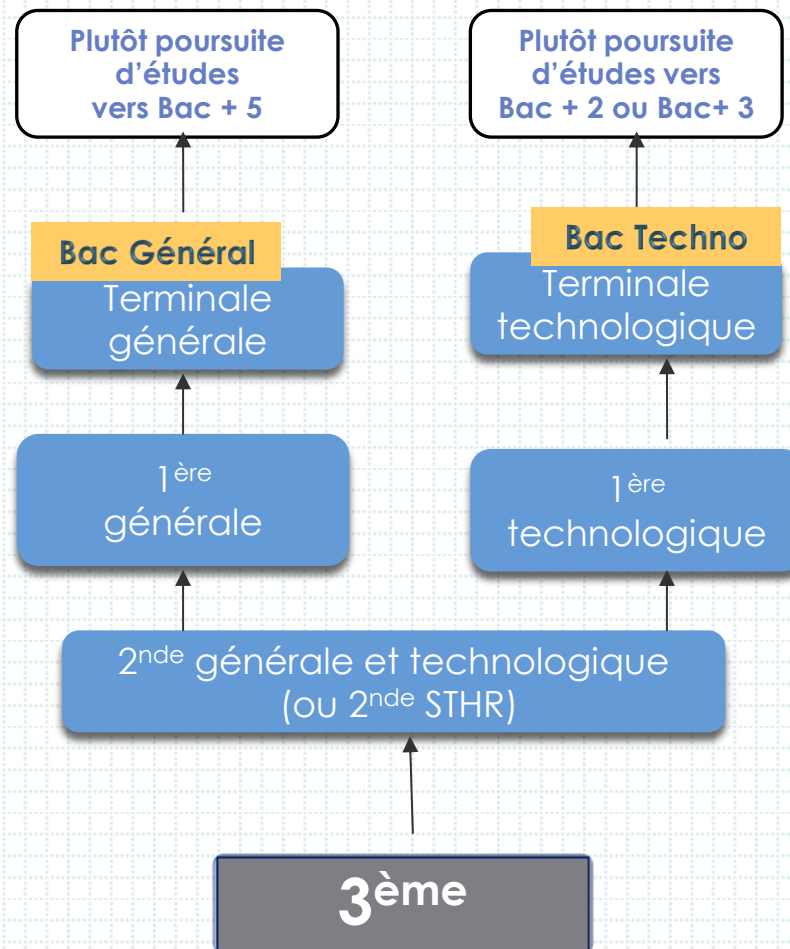 Plutôt poursuite
d'études
vers Bac + 5
Plutôt poursuite
d'études vers
Bac + 2 ou Bac+ 3
Bac Général
Terminale
générale
Bac Techno
Terminale
technologique
1ère
générale
1ère
technologique
2nde générale et technologique
(ou 2nde STHR)
3ème